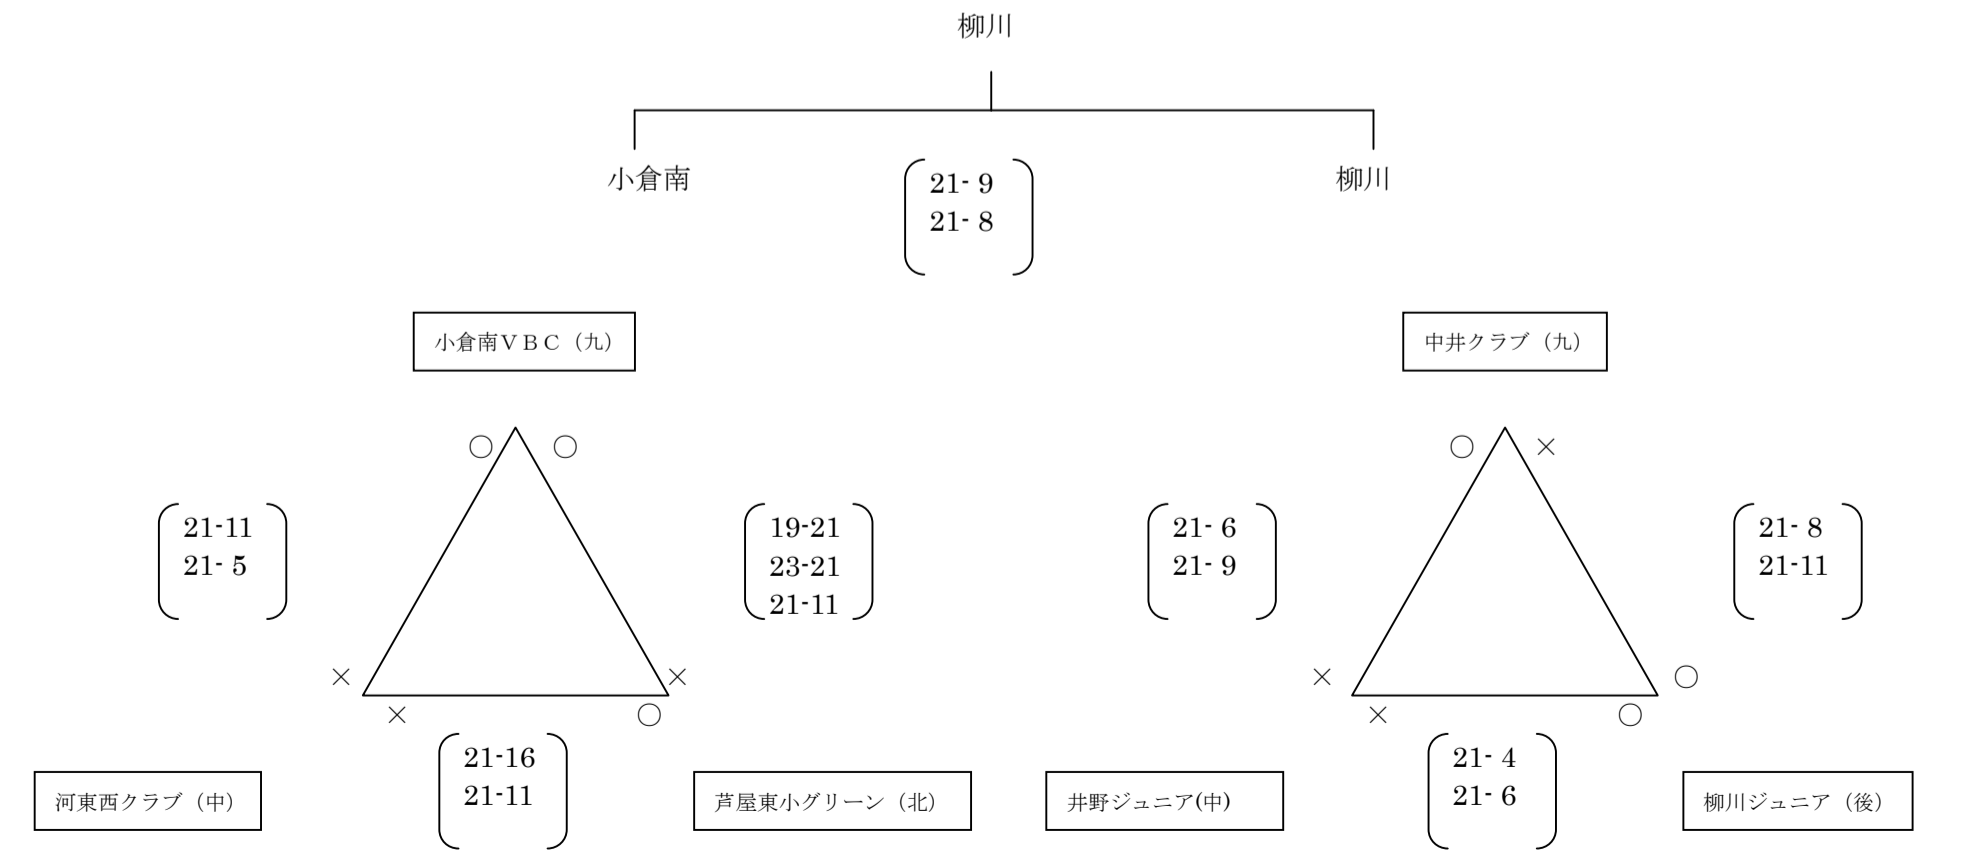 柳川
小倉南
柳川
21- 9
21- 8
小倉南ＶＢＣ（九）
中井クラブ（九）
○ ○
○ ×
21-11
21- 5
19-21
23-21
21-11
21- 6
21- 9
21- 8
21-11
× ×
× ○
× ○
× ○
21-16
21-11
21- 4
21- 6
河東西クラブ（中）
芦屋東小グリーン（北）
井野ジュニア(中)
柳川ジュニア（後）